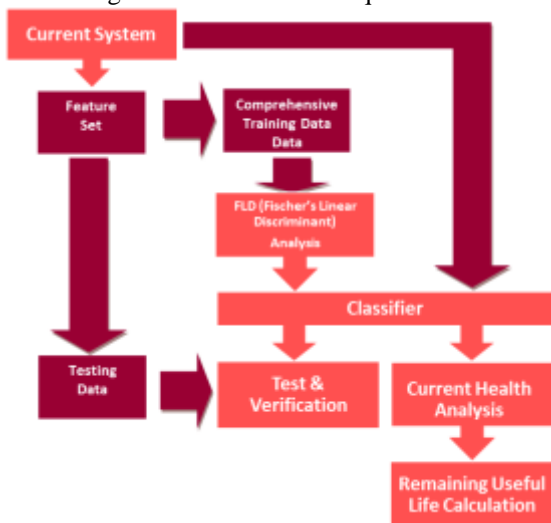 Current System
Feature
Set
Comprehensive
Training Data
Data
FLD (Fischer's Linear
Discriminant)
Analysis
Classifier
Testing
Data
Test &
Verification
Current Health
Analysis
Remaining Useful
Life Calculation